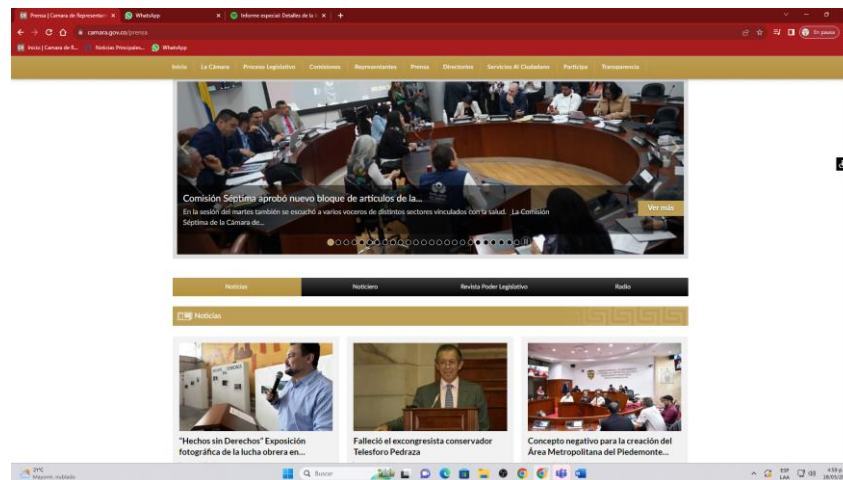 Prensa | Camara de Representan
WhatsApp
Informe especial: Detalles de la l
camara.gov.co/prensa
En pausa
Inicio | Camara de R...
Noticias Principales...
WhatsApp
Inicio La Cámara Proceso Legislativo Comisiones Representantes Prensa Directorios Servicios Al Ciudadano Participa Transparencia
Comisión Séptima aprobó nuevo bloque de artículos de la...
En la sesión del martes también se escuchó a varios voceros de distintos sectores vinculados con la salud. La Comisión
Séptima de la Cámara de...
Ver más
Noticias Noticiero Revista Poder Legislativo Radio
Noticias
"Hechos sin Derechos" Exposición
fotográfica de la lucha obrera en...
Falleció el excongresista conservador
Telesforo Pedraza
Concepto negativo para la creación del
Área Metropolitana del Piedemonte...
21°C
Mayorm. nublado
Buscar
ESP
LAA
4:59 p.